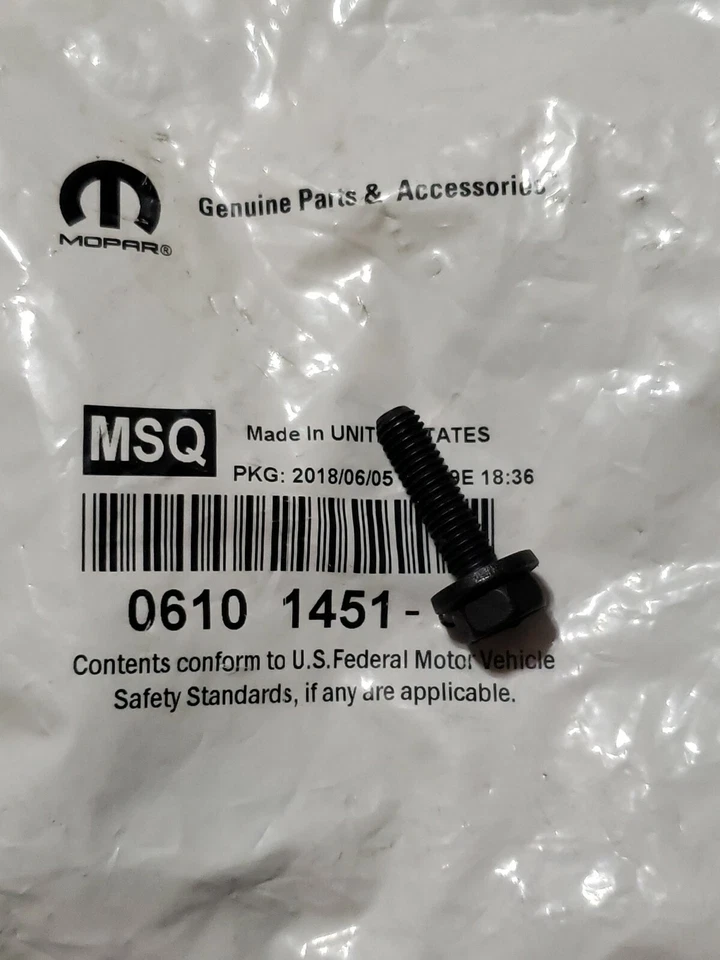 MOPAR®
Genuine Parts & Accessories
MSQ
Made In UNIT TATES
PKG: 2018/06/05 9E 18:36
0610 1451-
Contents conform to U.S.Federal Motor Vehicle
Safety Standards, if any are applicable.